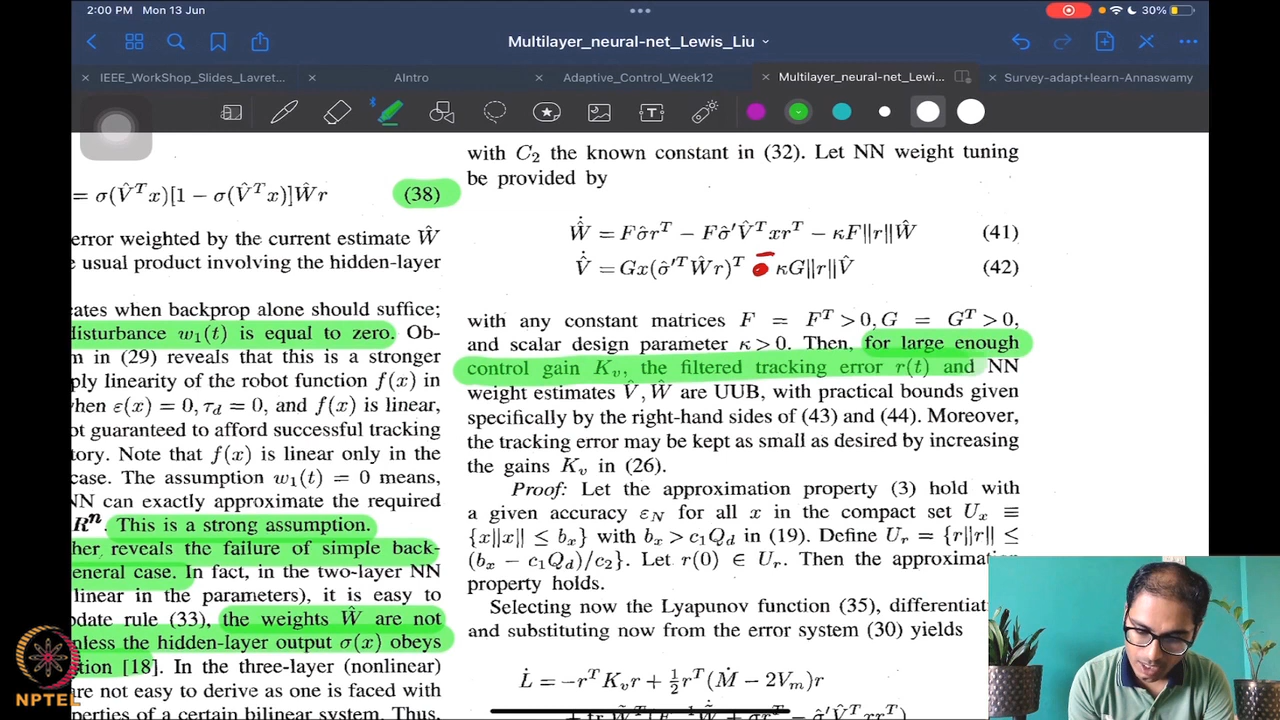 2:00 PM Mon 13 Jun
30%
Multilayer_neural-net_Lewis_Liu
IEEE_WorkShop_Slides_Lavret...
AIntro
Adaptive_Control_Week12
Multilayer_neural-net_Lewi...
Survey-adapt+learn-Annaswamy
= σ(V̂ᵀx)[1 − σ(V̂ᵀx)]Ŵr (38)
error weighted by the current estimate Ŵ
usual product involving the hidden-layer
cates when backprop alone should suffice;
disturbance w₁(t) is equal to zero. Ob-
m in (29) reveals that this is a stronger
ply linearity of the robot function f(x) in
when ε(x) = 0, τ_d = 0, and f(x) is linear,
ot guaranteed to afford successful tracking
tory. Note that f(x) is linear only in the
case. The assumption w₁(t) = 0 means,
NN can exactly approximate the required
Rⁿ. This is a strong assumption.
her reveals the failure of simple back-
eneral case. In fact, in the two-layer NN
linear in the parameters), it is easy to
pdate rule (33), the weights Ŵ are not
nless the hidden-layer output σ(x) obeys
tion [18]. In the three-layer (nonlinear)
are not easy to derive as one is faced with
perties of a certain bilinear system. Thus,
with C₂ the known constant in (32). Let NN weight tuning
be provided by
Ŵ̇ = Fσ̂rᵀ − Fσ̂′V̂ᵀxrᵀ − κF||r||Ŵ (41)
V̂̇ = Gx(σ̂′ᵀŴr)ᵀ − κG||r||V̂ (42)
with any constant matrices F = Fᵀ > 0, G = Gᵀ > 0,
and scalar design parameter κ > 0. Then, for large enough
control gain K_v, the filtered tracking error r(t) and NN
weight estimates V̂, Ŵ are UUB, with practical bounds given
specifically by the right-hand sides of (43) and (44). Moreover,
the tracking error may be kept as small as desired by increasing
the gains K_v in (26).
Proof: Let the approximation property (3) hold with
a given accuracy ε_N for all x in the compact set U_x ≡
{x||x|| ≤ b_x} with b_x > c₁Q_d in (19). Define U_r = {r||r|| ≤
(b_x − c₁Q_d)/c₂}. Let r(0) ∈ U_r. Then the approximation
property holds.
Selecting now the Lyapunov function (35), differentiati
and substituting now from the error system (30) yields
L̇ = −rᵀK_v r + ½rᵀ(Ṁ − 2V_m)r
NPTEL